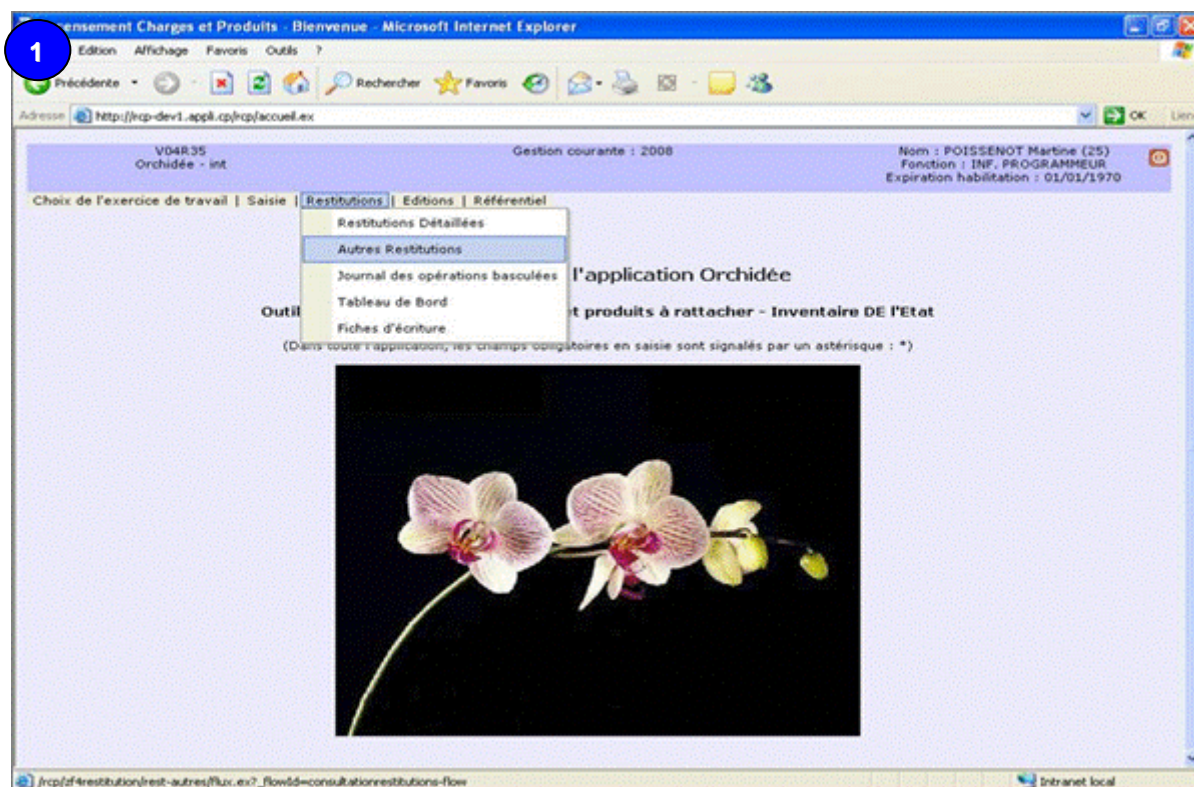 ensement Charges et Produits - Bienvenue - Microsoft Internet Explorer
1
Edition Affichage Favoris Outils ?
Précédente Rechercher Favoris
Adresse http://rcp-dev1.appli.cp/rcp/accueil.ex OK Lien
V04R35 Gestion courante : 2008 Nom : POISSENOT Martine (25)
Orchidée - int Fonction : INF. PROGRAMMEUR
Expiration habilitation : 01/01/1970
Choix de l'exercice de travail | Saisie | Restitutions | Editions | Référentiel
Restitutions Détaillées
Autres Restitutions
Journal des opérations basculées l'application Orchidée
Tableau de Bord
Outil et produits à rattacher - Inventaire DE l'Etat
Fiches d'écriture
(Dans toute l'application, les champs obligatoires en saisie sont signalés par un astérisque : *)
/rcp/zf4restitution/rest-autres/flux.ex?_flowId=consultationrestitutions-flow Intranet local